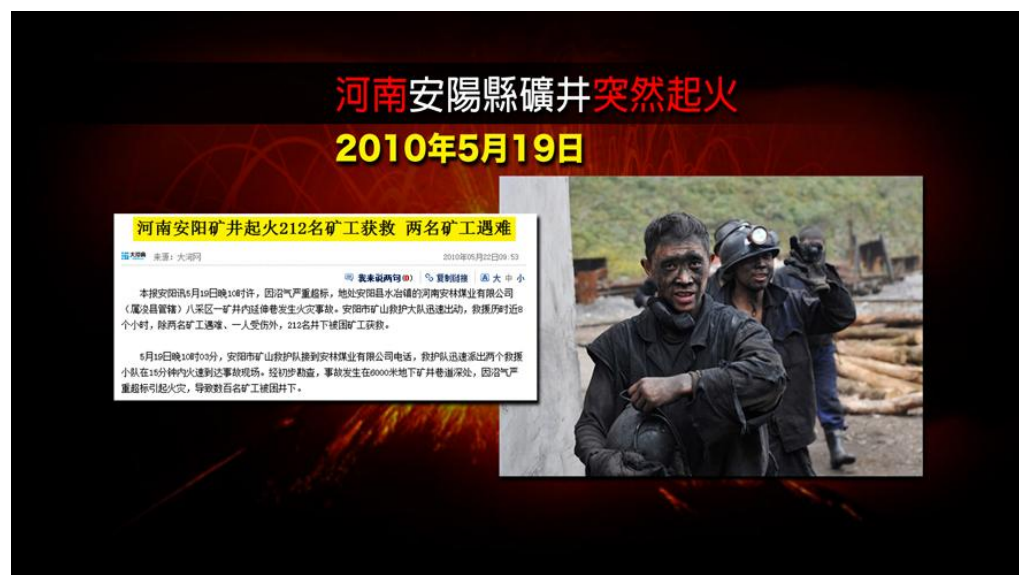 河南安陽縣礦井突然起火
2010年5月19日
河南安阳矿井起火212名矿工获救 两名矿工遇难
大河网 来源：大河网 2010年05月22日09:53
我来说两句(0) 复制链接 大 中 小
本报安阳讯5月19日晚10时许，因沼气严重超标，地处安阳县水冶镇的河南安林煤业有限公司
（属浚县管辖）八采区一矿井内延伸巷发生火灾事故。安阳市矿山救护大队迅速出动，救援历时近8
个小时，除两名矿工遇难、一人受伤外，212名井下被困矿工获救。
5月19日晚10时03分，安阳市矿山救护队接到安林煤业有限公司电话，救护队迅速派出两个救援
小队在15分钟内火速到达事故现场。经初步勘查，事故发生在6000米地下矿井巷道深处，因沼气严
重超标引起火灾，导致数百名矿工被困井下。